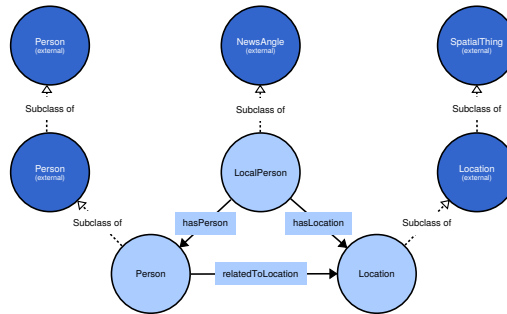 Person
(external)
NewsAngle
(external)
SpatialThing
(external)
Subclass of
Subclass of
Subclass of
Person
(external)
LocalPerson
Location
(external)
Subclass of
hasPerson
hasLocation
Subclass of
Person
relatedToLocation
Location